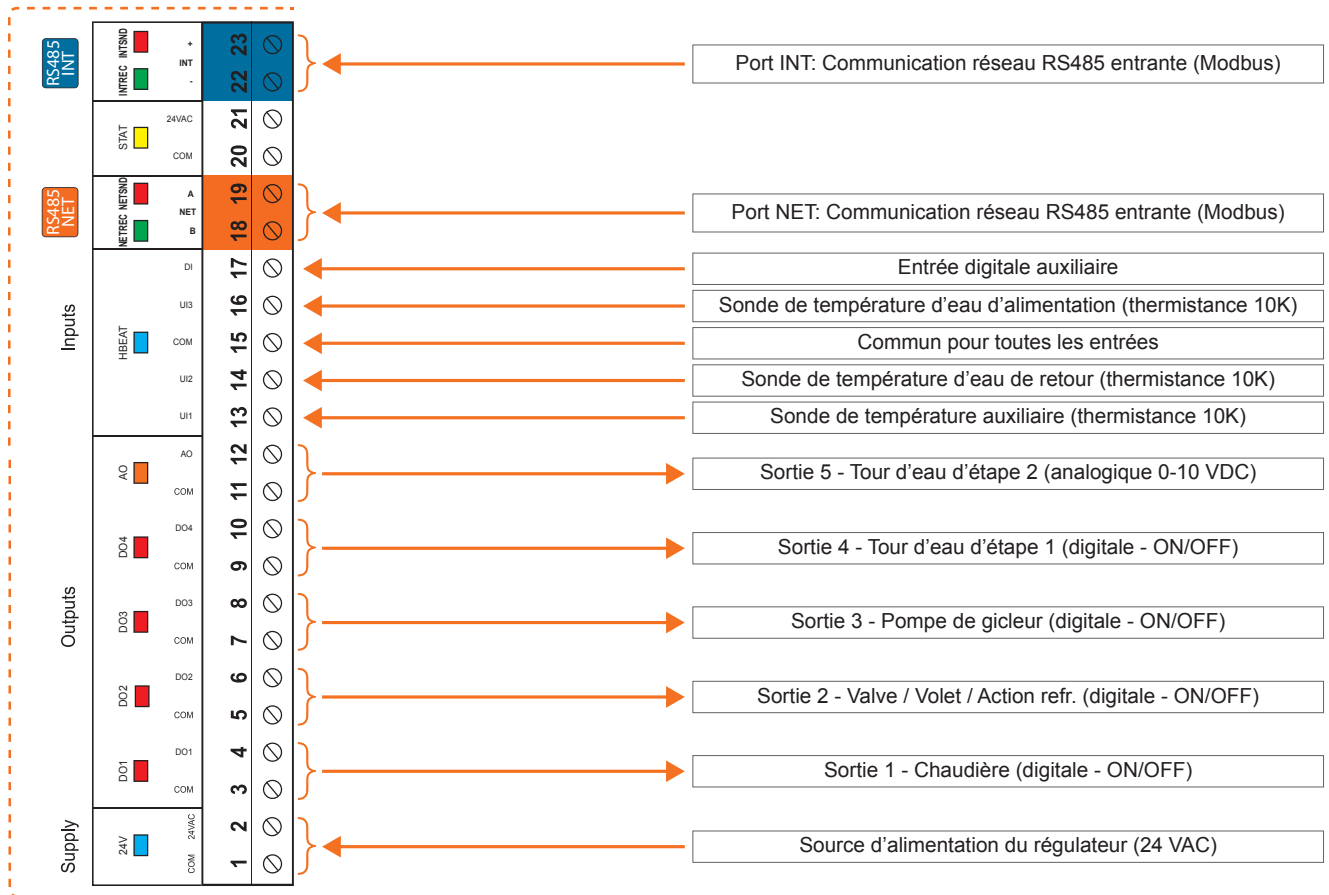 RS485
INT
INTREC INTSND
+
INT
-
23
22
Port INT: Communication réseau RS485 entrante (Modbus)
STAT
24VAC
COM
21
20
RS485
NET
NETREC NETSND
A
NET
B
19
18
Port NET: Communication réseau RS485 entrante (Modbus)
Inputs
HBEAT
DI
17
Entrée digitale auxiliaire
UI3
16
Sonde de température d'eau d'alimentation (thermistance 10K)
COM
15
Commun pour toutes les entrées
UI2
14
Sonde de température d'eau de retour (thermistance 10K)
UI1
13
Sonde de température auxiliaire (thermistance 10K)
Outputs
AO
AO
12
COM
11
Sortie 5 - Tour d'eau d'étape 2 (analogique 0-10 VDC)
DO4
DO4
10
COM
9
Sortie 4 - Tour d'eau d'étape 1 (digitale - ON/OFF)
DO3
DO3
8
COM
7
Sortie 3 - Pompe de gicleur (digitale - ON/OFF)
DO2
DO2
6
COM
5
Sortie 2 - Valve / Volet / Action refr. (digitale - ON/OFF)
DO1
DO1
4
COM
3
Sortie 1 - Chaudière (digitale - ON/OFF)
Supply
24V
COM 24VAC
2
1
Source d'alimentation du régulateur (24 VAC)